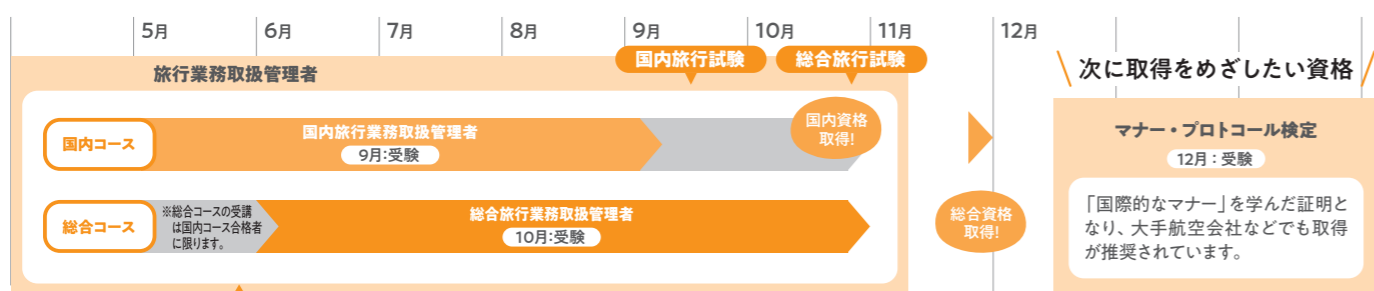 5月
6月
7月
8月
9月
10月
11月
12月
国内旅行試験
総合旅行試験
旅行業務取扱管理者
国内コース
国内旅行業務取扱管理者
9月:受験
国内資格
取得!
総合コース
※総合コースの受講
は国内コース合格者
に限ります。
総合旅行業務取扱管理者
10月:受験
総合資格
取得!
次に取得をめざしたい資格
マナー・プロトコール検定
12月：受験
「国際的なマナー」を学んだ証明と
なり、大手航空会社などでも取得
が推奨されています。